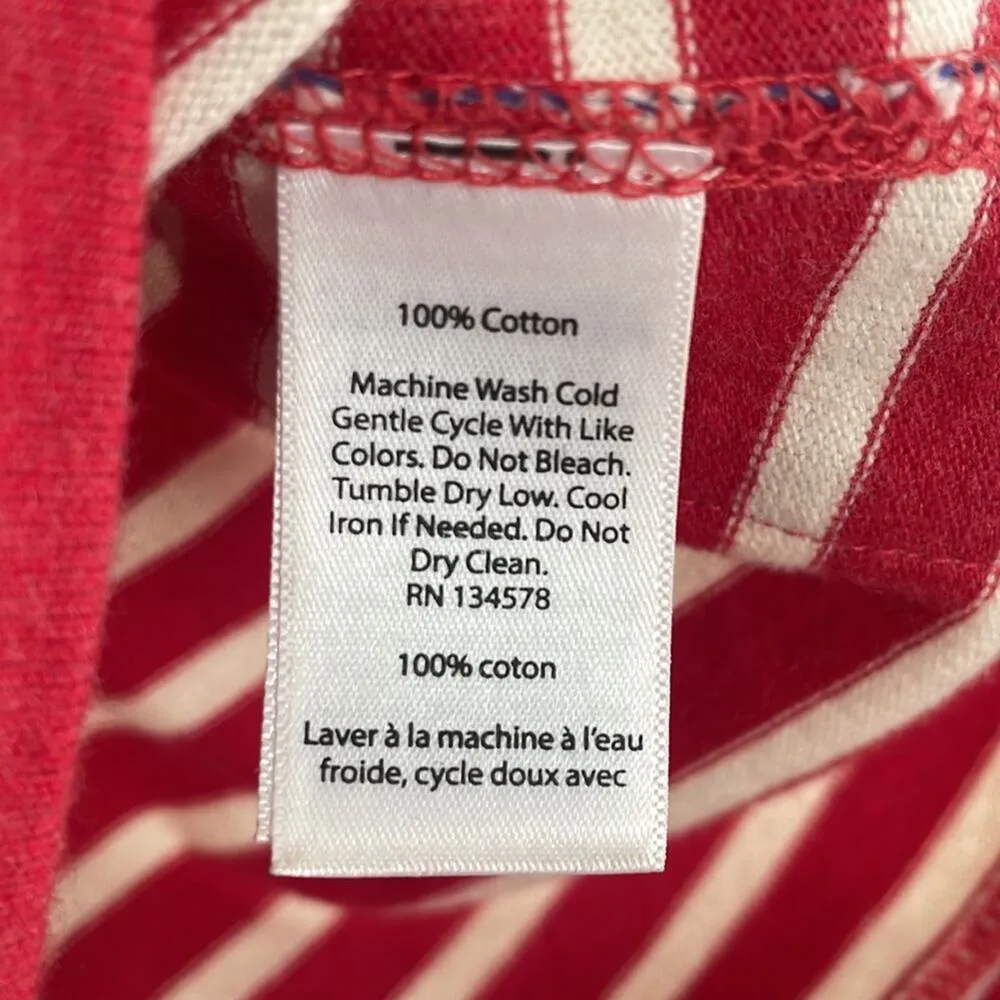 100% Cotton
Machine Wash Cold
Gentle Cycle With Like
Colors. Do Not Bleach.
Tumble Dry Low. Cool
Iron If Needed. Do Not
Dry Clean.
RN 134578
100% coton
Laver à la machine à l'eau
froide, cycle doux avec